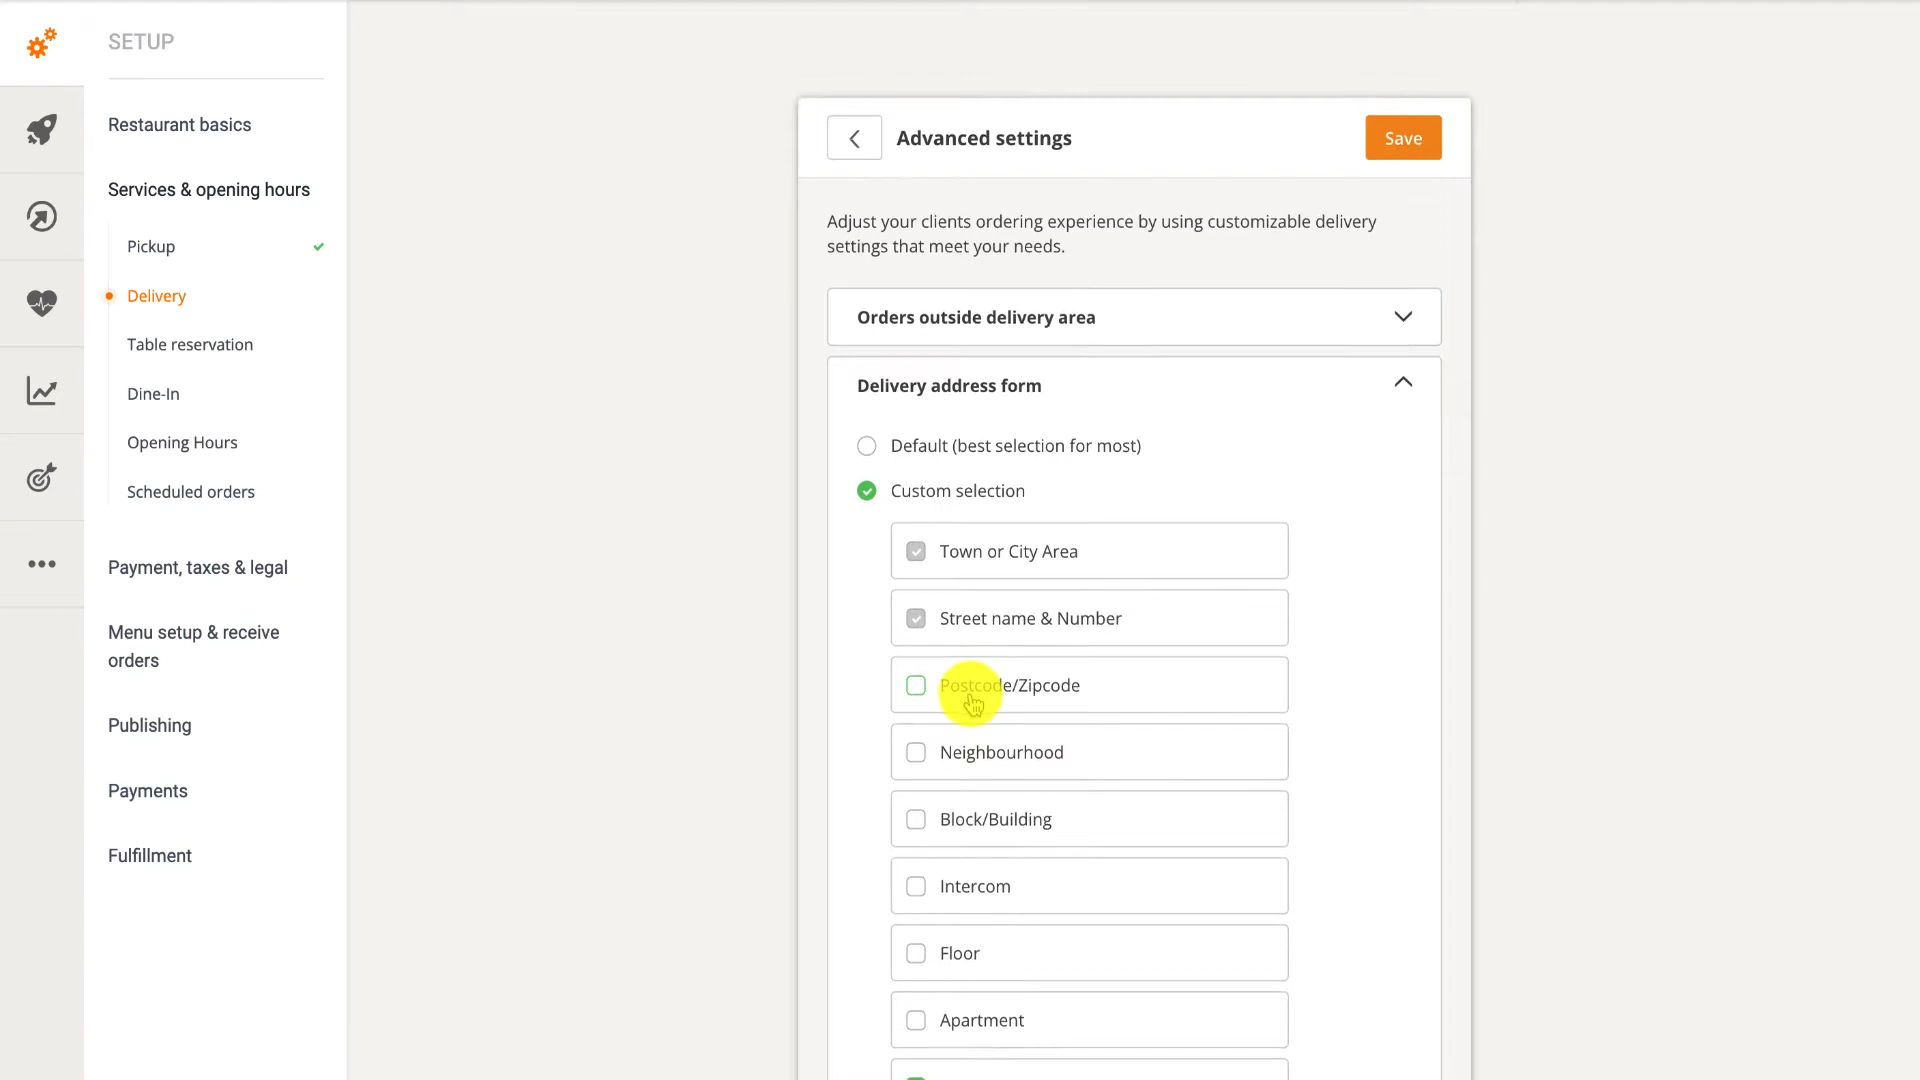 SETUP
Restaurant basics
Services & opening hours
Pickup
Delivery
Table reservation
Dine-In
Opening Hours
Scheduled orders
Payment, taxes & legal
Menu setup & receive
orders
Publishing
Payments
Fulfillment
Advanced settings
Save
Adjust your clients ordering experience by using customizable delivery
settings that meet your needs.
Orders outside delivery area
Delivery address form
Default (best selection for most)
Custom selection
Town or City Area
Street name & Number
Postcode/Zipcode
Neighbourhood
Block/Building
Intercom
Floor
Apartment